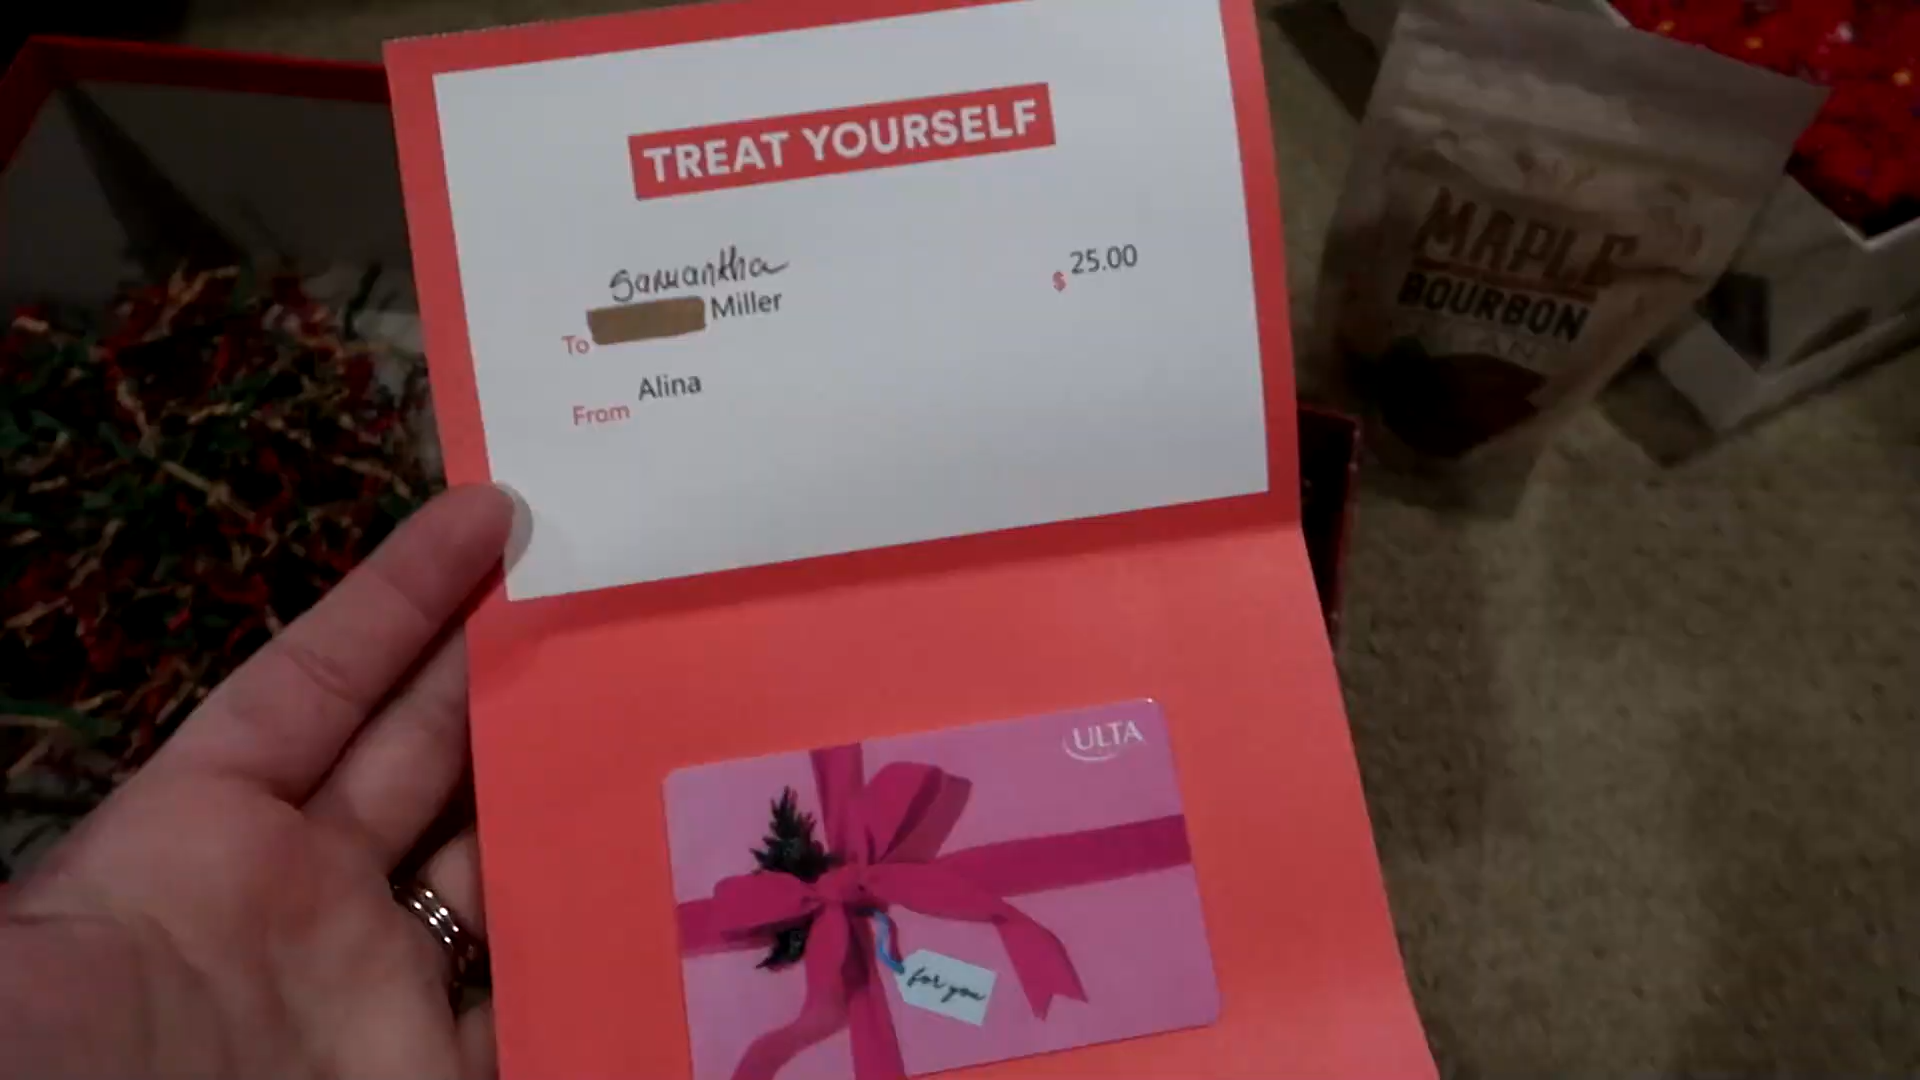 TREAT YOURSELF
Samantha
To Miller
$ 25.00
From Alina
ULTA
for you
MAPLE
BOURBON